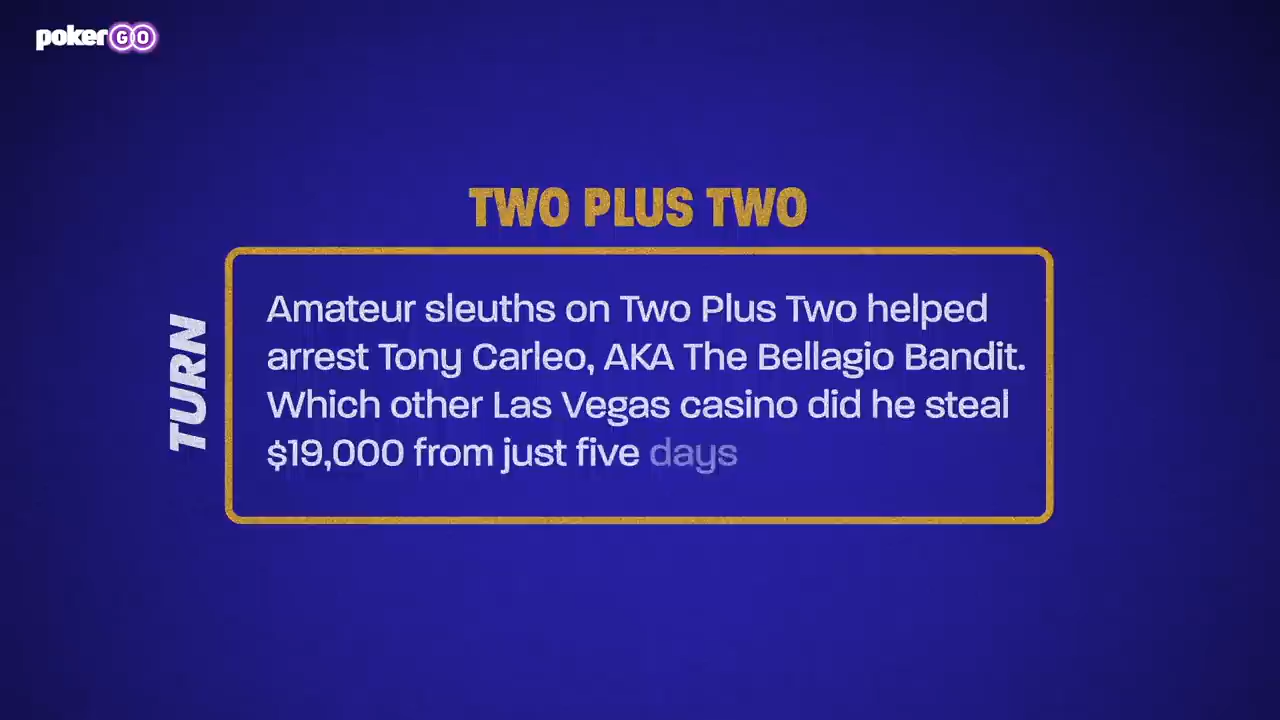 pokerGO
TWO PLUS TWO
TURN
Amateur sleuths on Two Plus Two helped
arrest Tony Carleo, AKA The Bellagio Bandit.
Which other Las Vegas casino did he steal
$19,000 from just five days